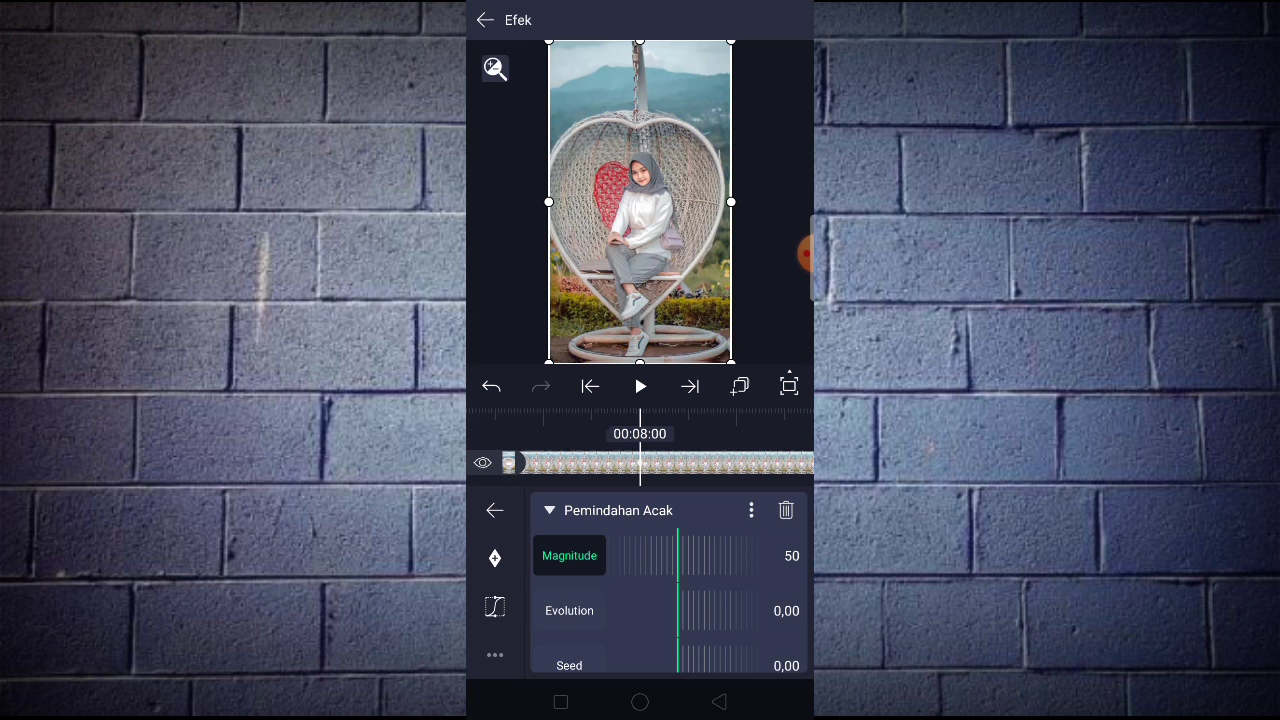 Efek
00:08:00
Pemindahan Acak
Magnitude 50
Evolution 0,00
Seed 0,00